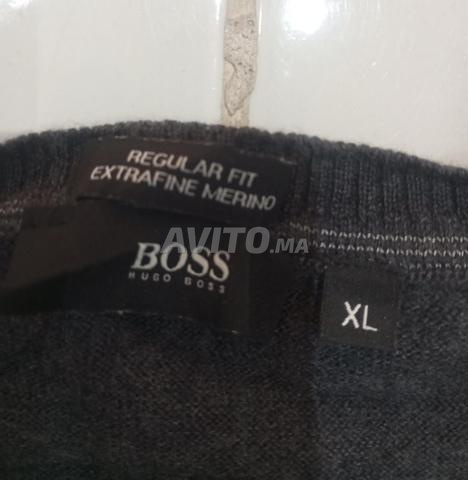 REGULAR FIT
EXTRAFINE MERINO
AVITO.MA
BOSS
HUGO BOSS
XL